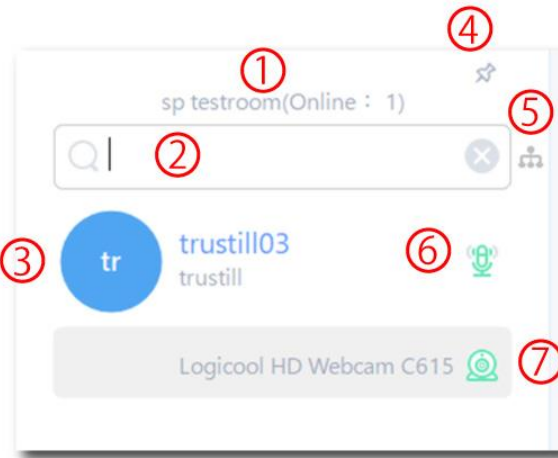 ④
①
sp testroom(Online： 1)
⑤
②
③
tr
trustill03
trustill
⑥
Logicool HD Webcam C615
⑦